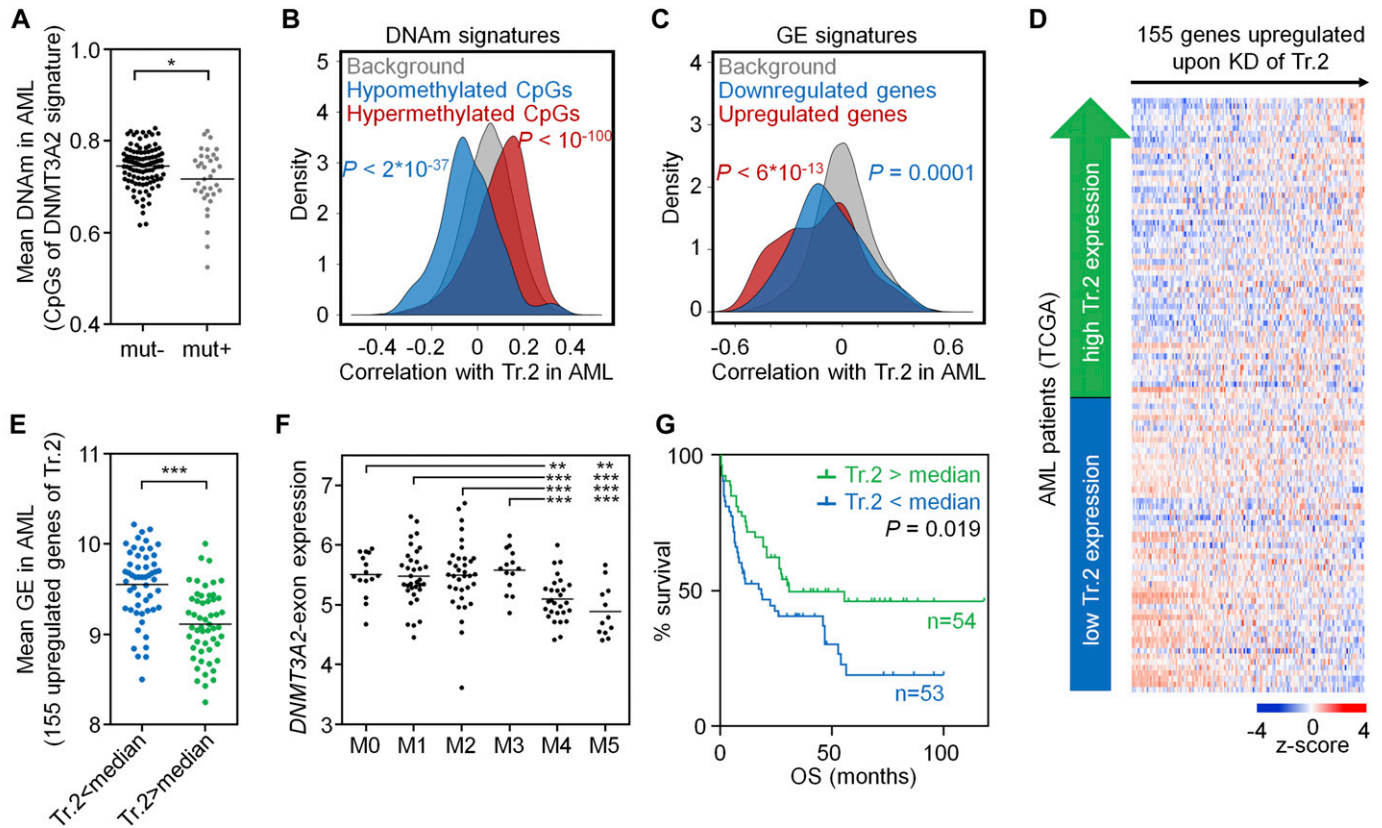 A
Mean DNAm in AML
(CpGs of DNMT3A2 signature)
1.0
0.8
0.6
0.4
*
mut-
mut+
B
DNAm signatures
Background
Hypomethylated CpGs
Hypermethylated CpGs
P < 10-100
P < 2*10-37
Density
5
4
3
2
1
0
-0.4
-0.2
0
0.2
0.4
Correlation with Tr.2 in AML
C
GE signatures
Background
Downregulated genes
Upregulated genes
P < 6*10-13
P = 0.0001
Density
4
3
2
1
0
-0.6
0
0.6
Correlation with Tr.2 in AML
D
155 genes upregulated
upon KD of Tr.2
AML patients (TCGA)
high Tr.2 expression
low Tr.2 expression
-4
0
4
z-score
E
Mean GE in AML
(155 upregulated genes of Tr.2)
11
10
9
8
***
Tr.2<median
Tr.2>median
F
DNMT3A2-exon expression
7
6
5
4
3
** **
*** ***
*** ***
*** ***
M0
M1
M2
M3
M4
M5
G
% survival
100
50
0
Tr.2 > median
Tr.2 < median
P = 0.019
n=54
n=53
0
50
100
OS (months)